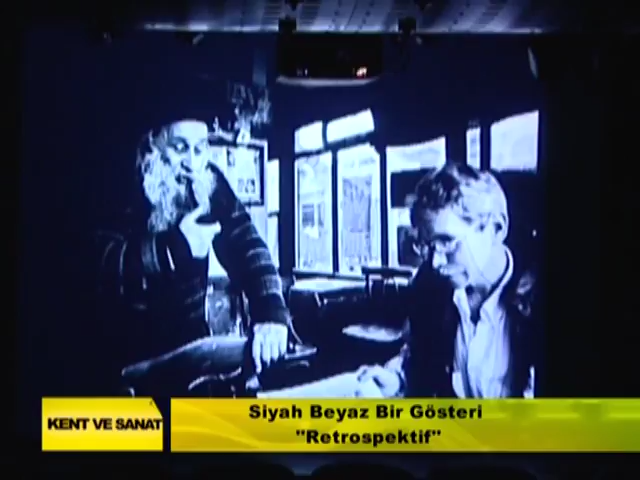 Siyah Beyaz Bir Gösteri
KENT VE SANAT
"Retrospektif"